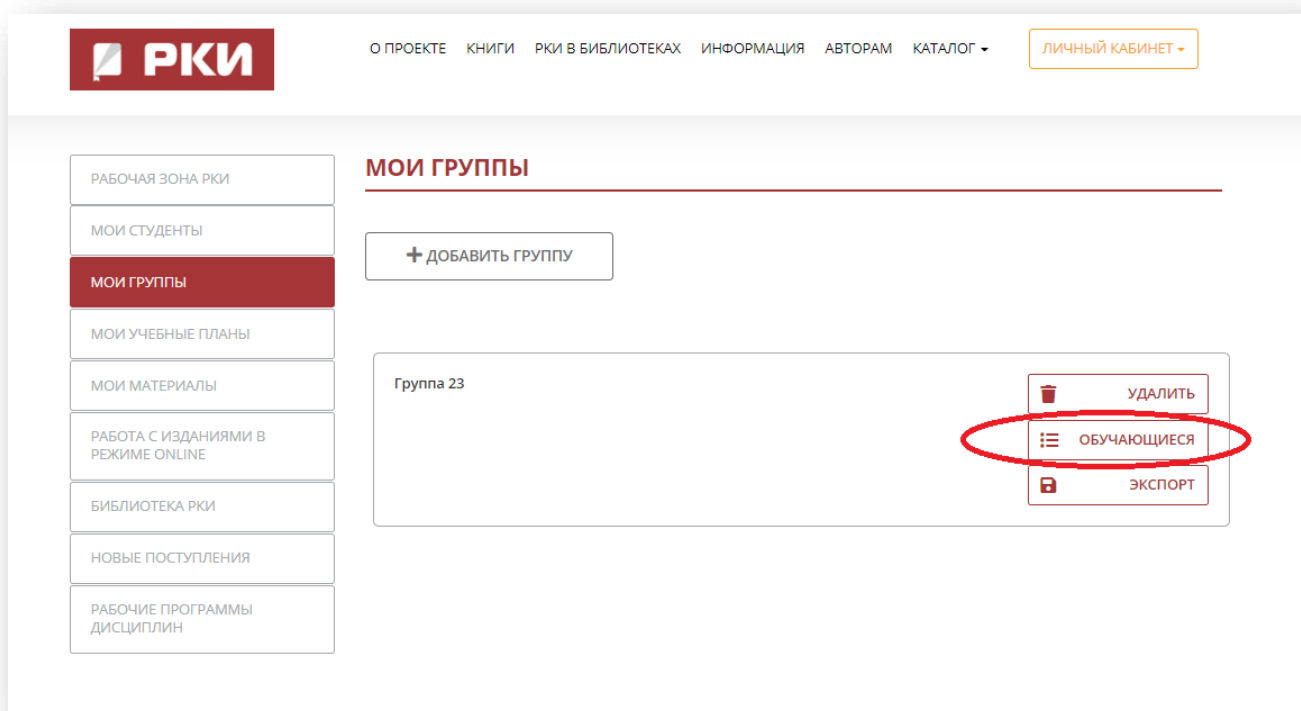 РКИ
О ПРОЕКТЕ КНИГИ РКИ В БИБЛИОТЕКАХ ИНФОРМАЦИЯ АВТОРАМ КАТАЛОГ ЛИЧНЫЙ КАБИНЕТ
РАБОЧАЯ ЗОНА РКИ
МОИ СТУДЕНТЫ
МОИ ГРУППЫ
МОИ УЧЕБНЫЕ ПЛАНЫ
МОИ МАТЕРИАЛЫ
РАБОТА С ИЗДАНИЯМИ В
РЕЖИМЕ ONLINE
БИБЛИОТЕКА РКИ
НОВЫЕ ПОСТУПЛЕНИЯ
РАБОЧИЕ ПРОГРАММЫ
ДИСЦИПЛИН
МОИ ГРУППЫ
+ ДОБАВИТЬ ГРУППУ
Группа 23
УДАЛИТЬ
ОБУЧАЮЩИЕСЯ
ЭКСПОРТ